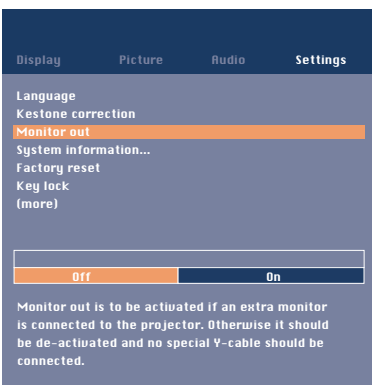 Display Picture Audio Settings
Language
Kestone correction
Monitor out
System information...
Factory reset
Key lock
(more)
Off On
Monitor out is to be activated if an extra monitor
is connected to the projector. Otherwise it should
be de-activated and no special Y-cable should be
connected.